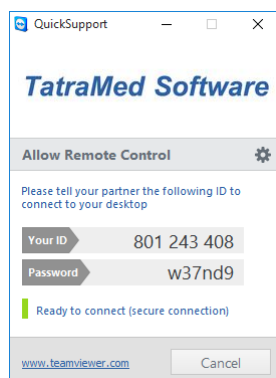 QuickSupport
TatraMed Software
Allow Remote Control
Please tell your partner the following ID to
connect to your desktop
Your ID 801 243 408
Password w37nd9
Ready to connect (secure connection)
www.teamviewer.com Cancel